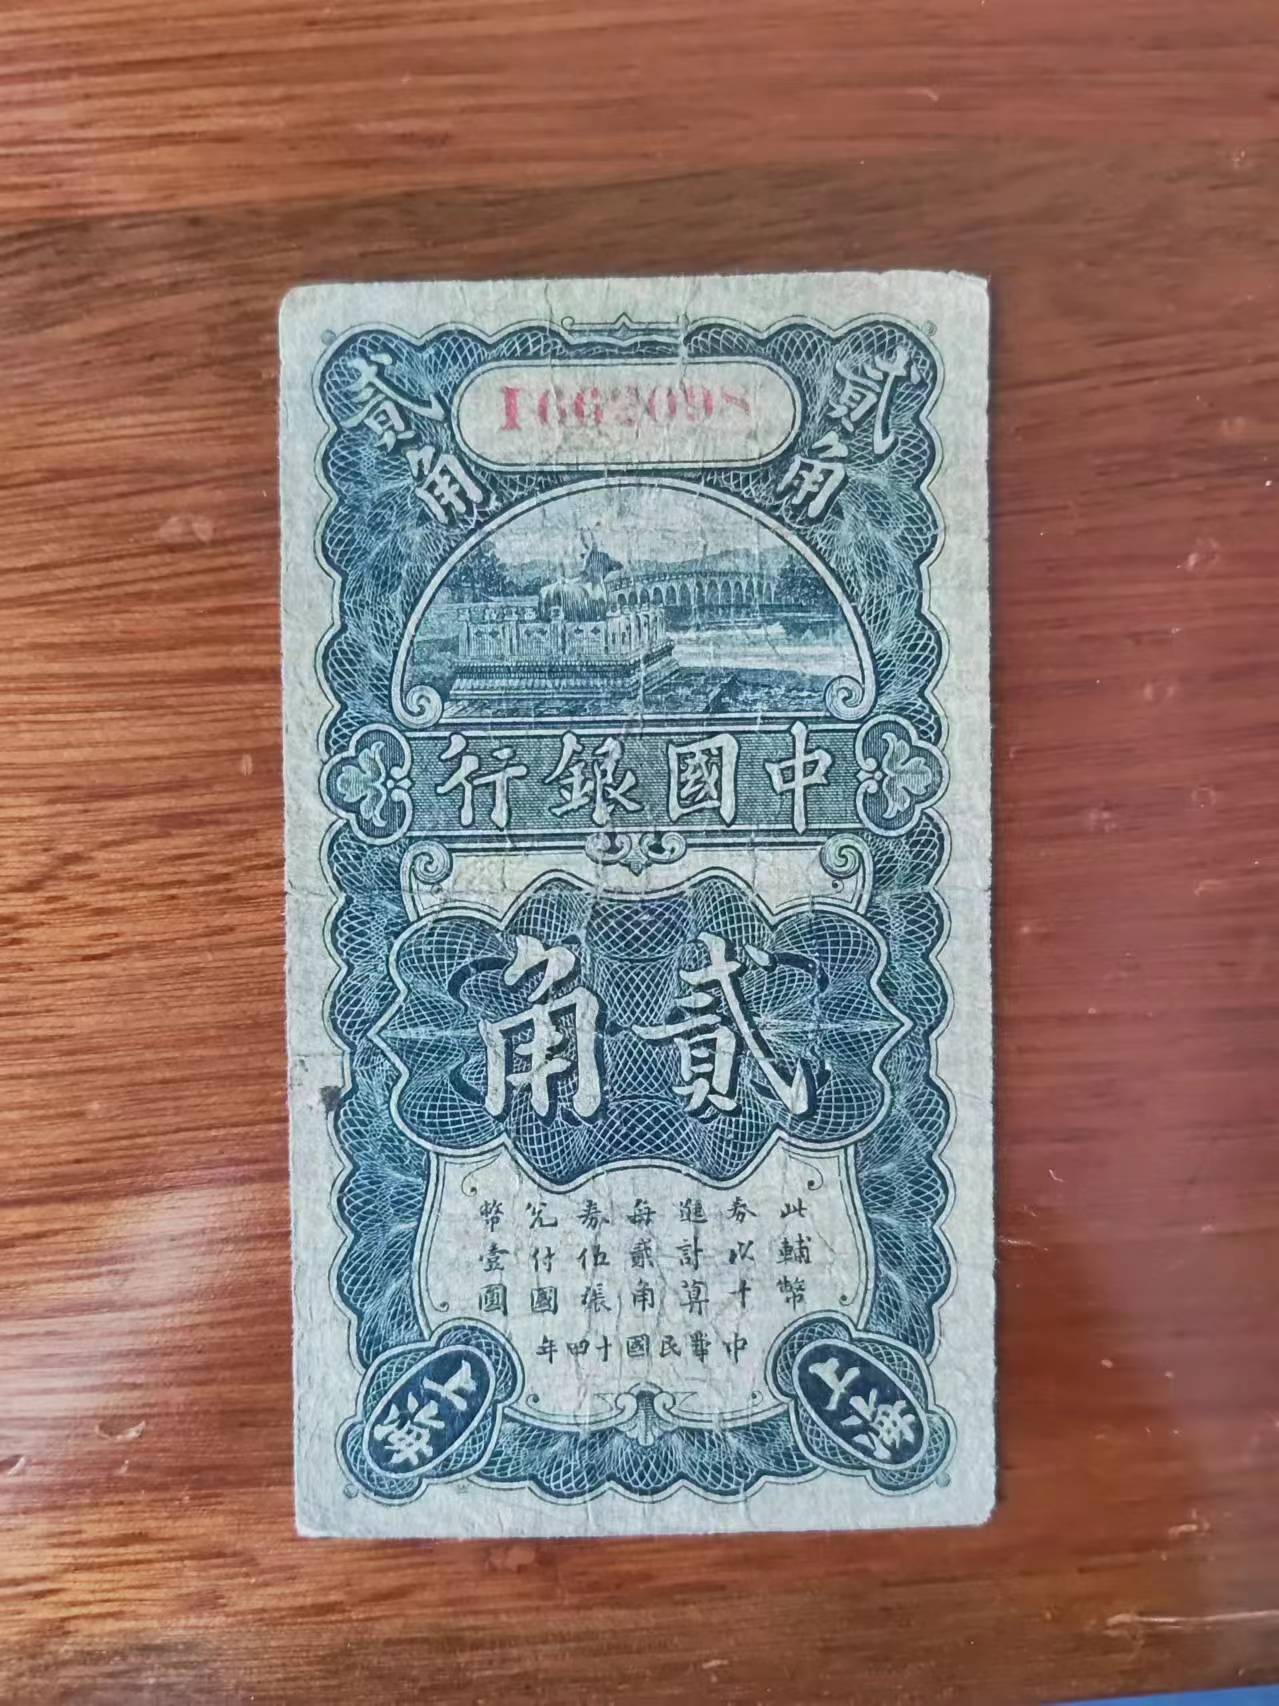 I662098
貳角
貳角
中國銀行
貳角
此輔幣
券以十
進計算
每貳角
券伍張
兌付國
幣壹圓
中華民國十四年
上海
上海